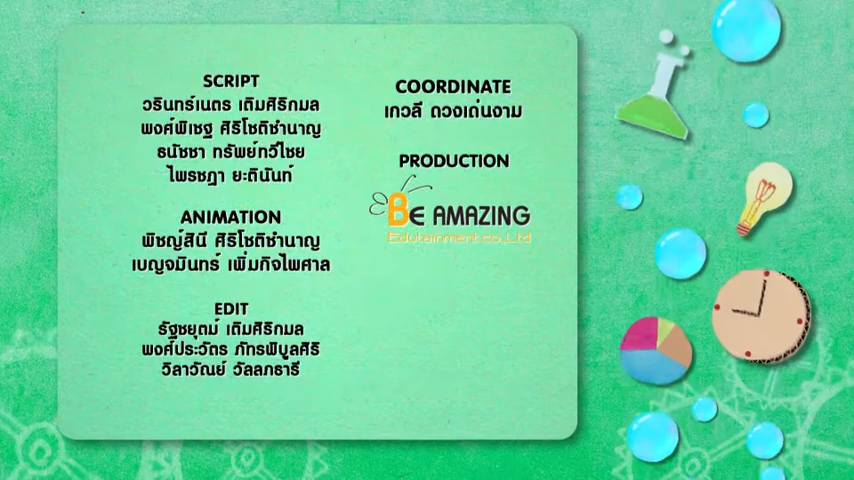 SCRIPT
วรินทร์เนตร เติมศิริกมล
พงศ์พิเชฐ ศิริโชติชำนาญ
ธนัชชา ทรัพย์ทวีไชย
ไพรชฎา ยะตินันท์
ANIMATION
พิชญ์สินี ศิริโชติชำนาญ
เบญจมินทร์ เพิ่มกิจไพศาล
EDIT
รัฐชยุตม์ เติมศิริกมล
พงศ์ประวัตร ภัทรพิบูลศิริ
วิลาวัณย์ วัลลภธารี
COORDINATE
เกวลี ดวงเด่นงาม
PRODUCTION
BE AMAZING
Edutainment co.,Ltd